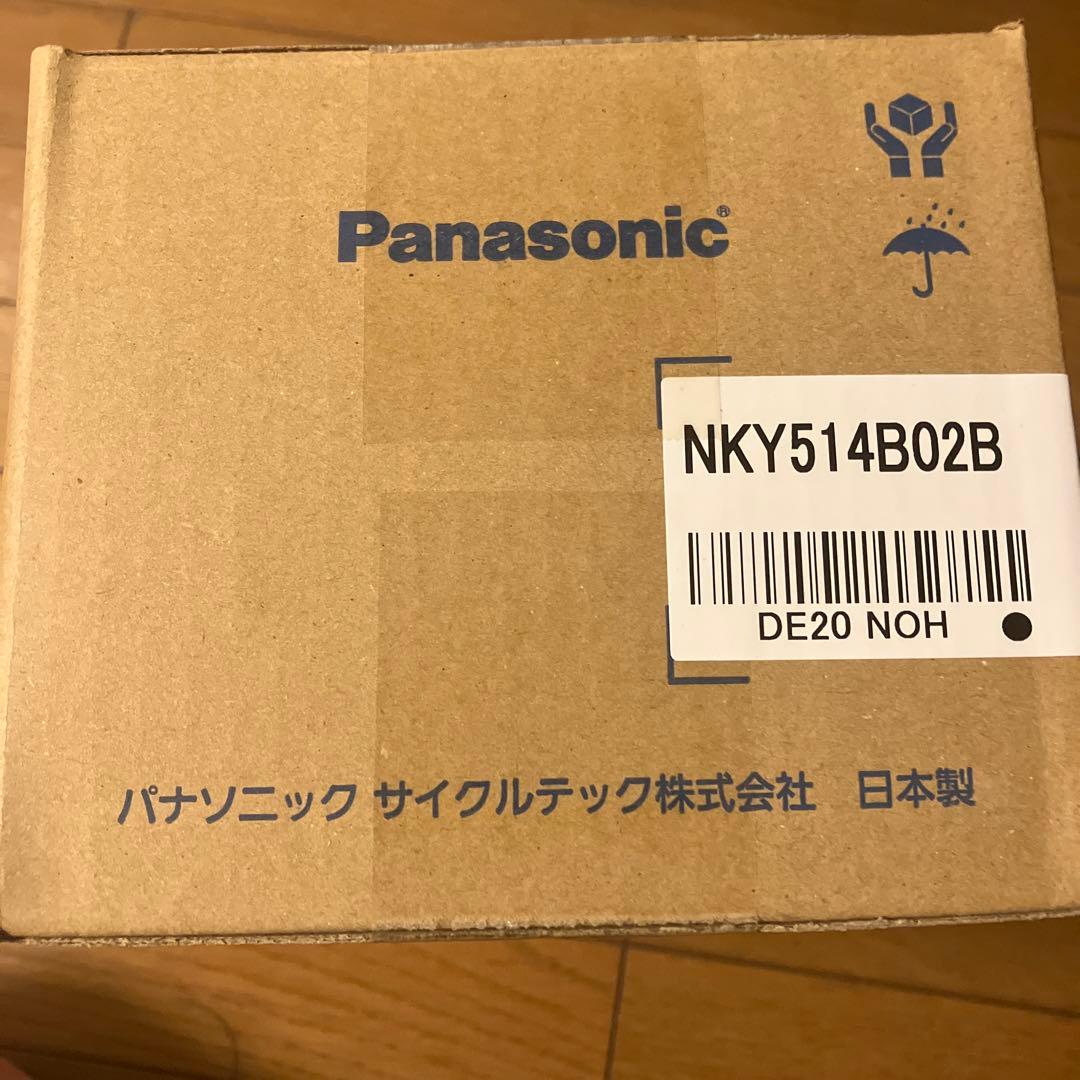 Panasonic®
NKY514B02B
DE20 NOH
パナソニック サイクルテック株式会社 日本製